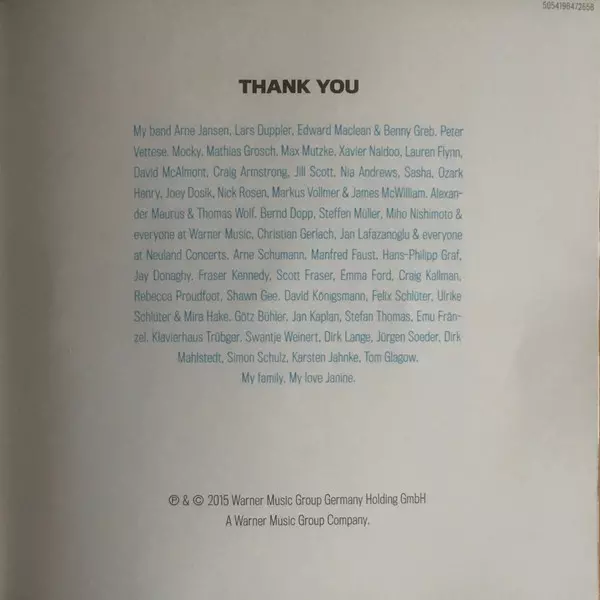 5054196472658
THANK YOU
My band Arne Jansen, Lars Duppler, Edward Maclean & Benny Greb. Peter
Vettese. Mocky. Mathias Grosch. Max Mutzke. Xavier Naidoo, Lauren Flynn,
David McAlmont, Craig Armstrong, Jill Scott, Nia Andrews, Sasha, Ozark
Henry, Joey Dosik, Nick Rosen, Markus Vollmer & James McWilliam. Alexan-
der Maurus & Thomas Wolf. Bernd Dopp, Steffen Müller, Miho Nishimoto &
everyone at Warner Music, Christian Gerlach, Jan Lafazanoglu & everyone
at Neuland Concerts. Arne Schumann, Manfred Faust. Hans-Philipp Graf,
Jay Donaghy. Fraser Kennedy, Scott Fraser, Emma Ford, Craig Kallman,
Rebecca Proudfoot, Shawn Gee. David Königsmann, Felix Schlüter, Ulrike
Schlüter & Mira Hake. Götz Bühler, Jan Kaplan, Stefan Thomas, Emu Frän-
zel. Klavierhaus Trübger. Swantje Weinert, Dirk Lange, Jürgen Soeder, Dirk
Mahlstedt, Simon Schulz, Karsten Jahnke, Tom Glagow.
My family. My love Janine.
℗ & © 2015 Warner Music Group Germany Holding GmbH
A Warner Music Group Company.